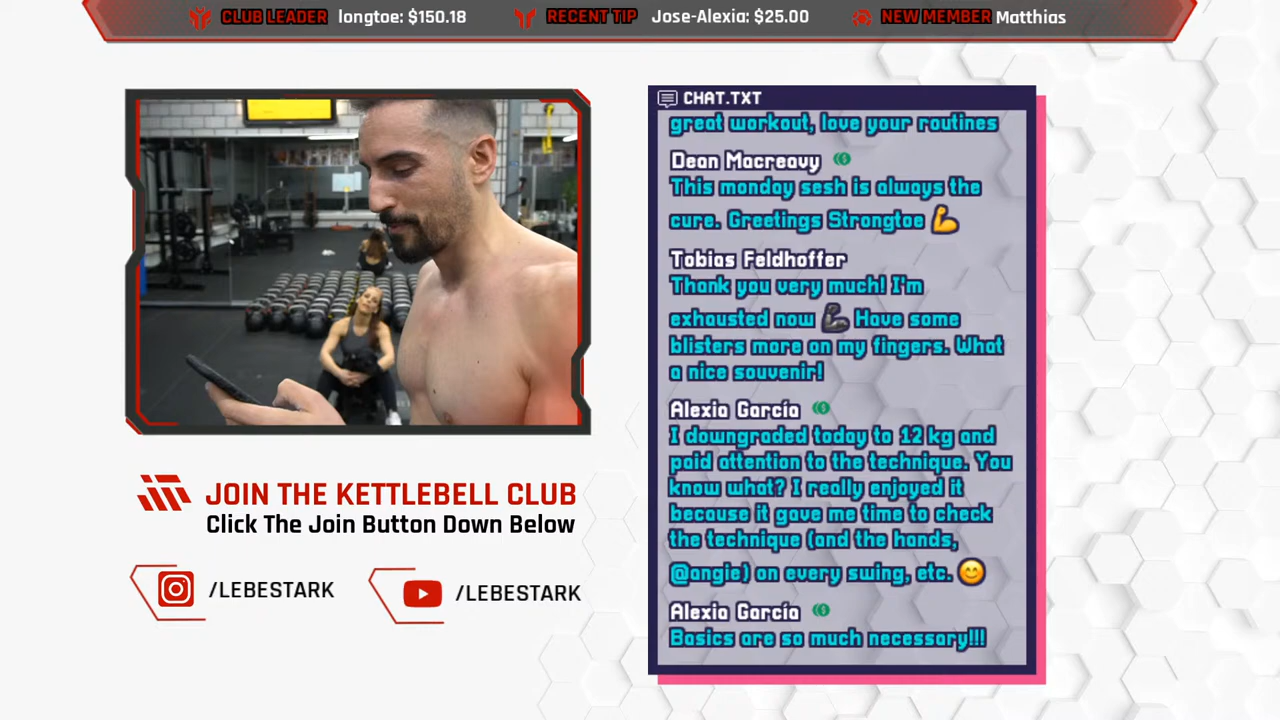 CLUB LEADER longtoe: $150.18 RECENT TIP Jose-Alexia: $25.00 NEW MEMBER Matthias
CHAT.TXT
great workout, love your routines
Dean Macreavy
This monday sesh is always the
cure. Greetings Strongtoe 💪
Tobias Feldhoffer
Thank you very much! I'm
exhausted now 🦾 Have some
blisters more on my fingers. What
a nice souvenir!
Alexia García
I downgraded today to 12 kg and
paid attention to the technique. You
know what? I really enjoyed it
because it gave me time to check
the technique (and the hands,
@angie) on every swing, etc. 😊
Alexia García
Basics are so much necessary!!!
JOIN THE KETTLEBELL CLUB
Click The Join Button Down Below
/LEBESTARK /LEBESTARK